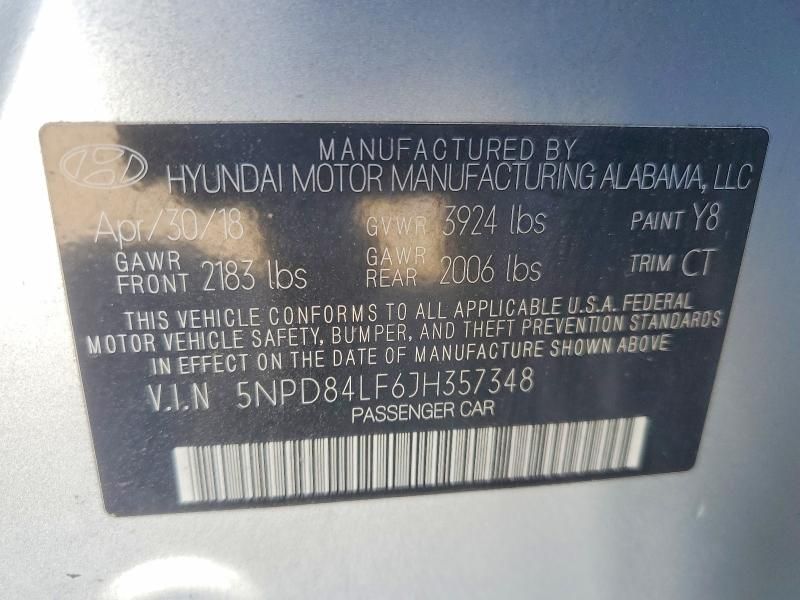 MANUFACTURED BY
HYUNDAI MOTOR MANUFACTURING ALABAMA, LLC
Apr/30/18 GVWR 3924 lbs PAINT Y8
GAWR FRONT 2183 lbs GAWR REAR 2006 lbs TRIM CT
THIS VEHICLE CONFORMS TO ALL APPLICABLE U.S.A. FEDERAL
MOTOR VEHICLE SAFETY, BUMPER, AND THEFT PREVENTION STANDARDS
IN EFFECT ON THE DATE OF MANUFACTURE SHOWN ABOVE
V.I.N 5NPD84LF6JH357348
PASSENGER CAR